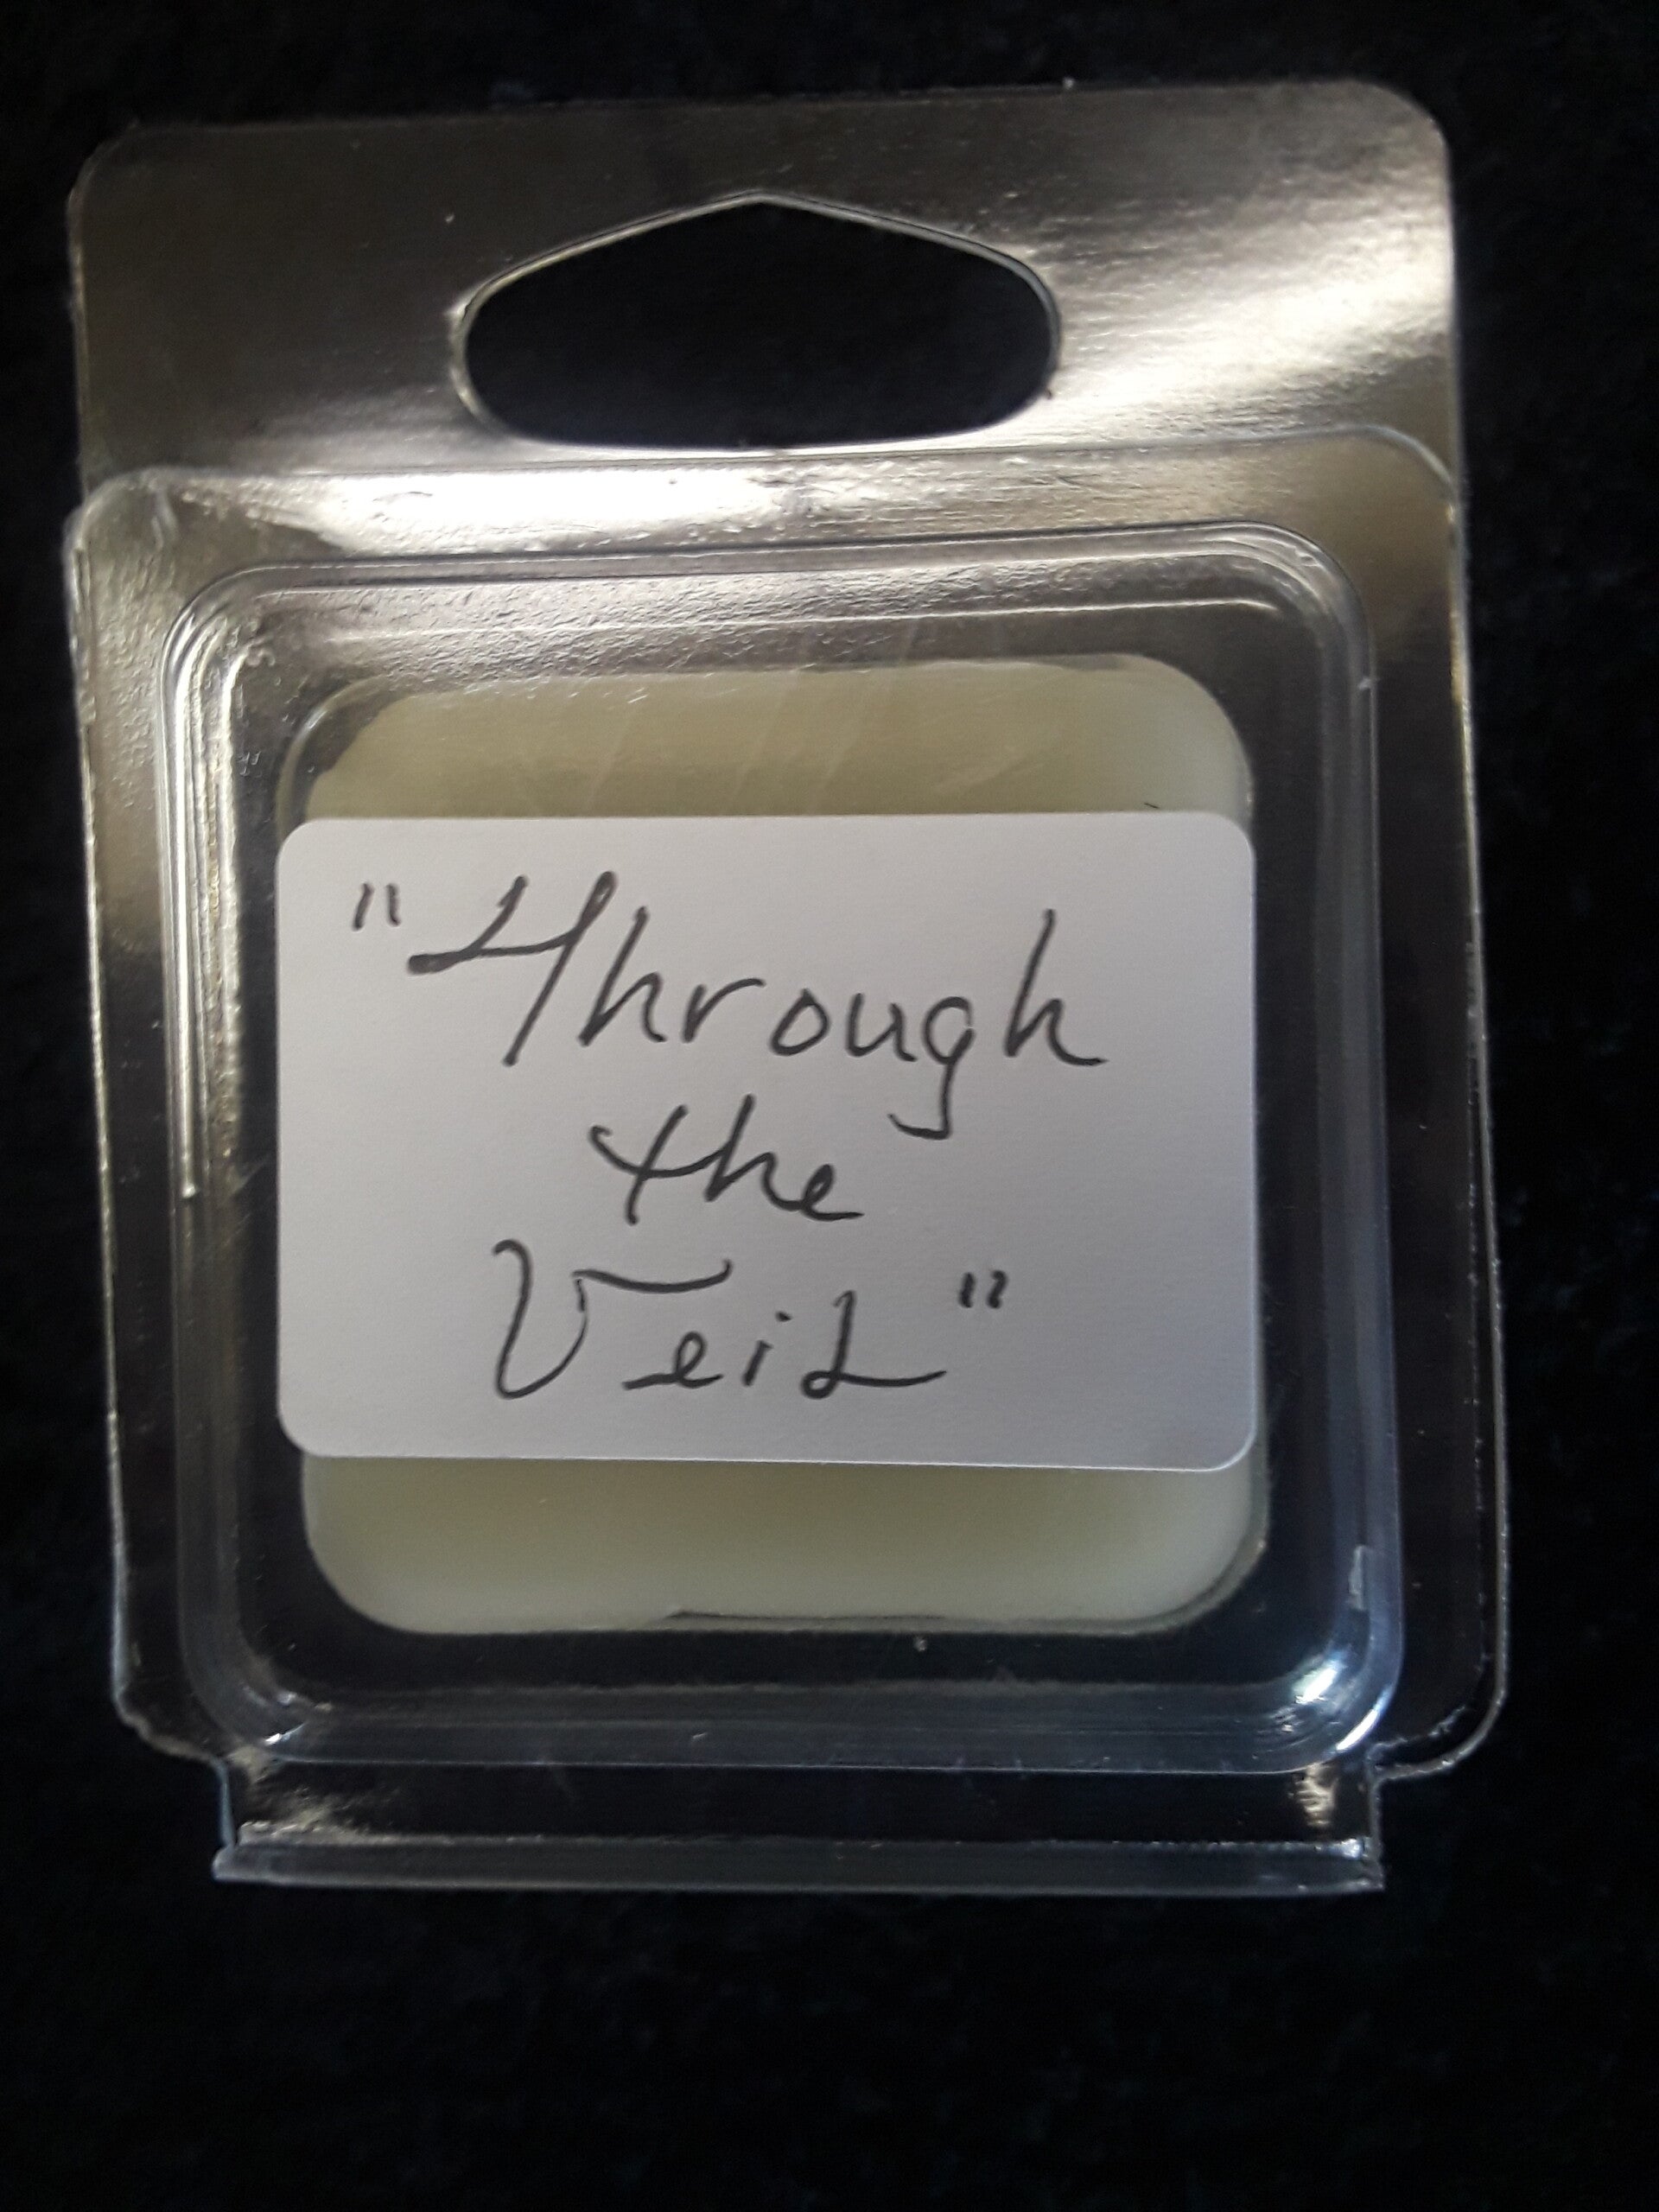 "Through
the
Veil"